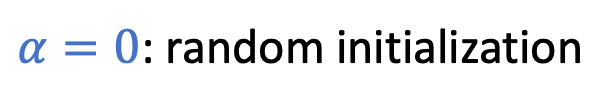 α = 0: random initialization